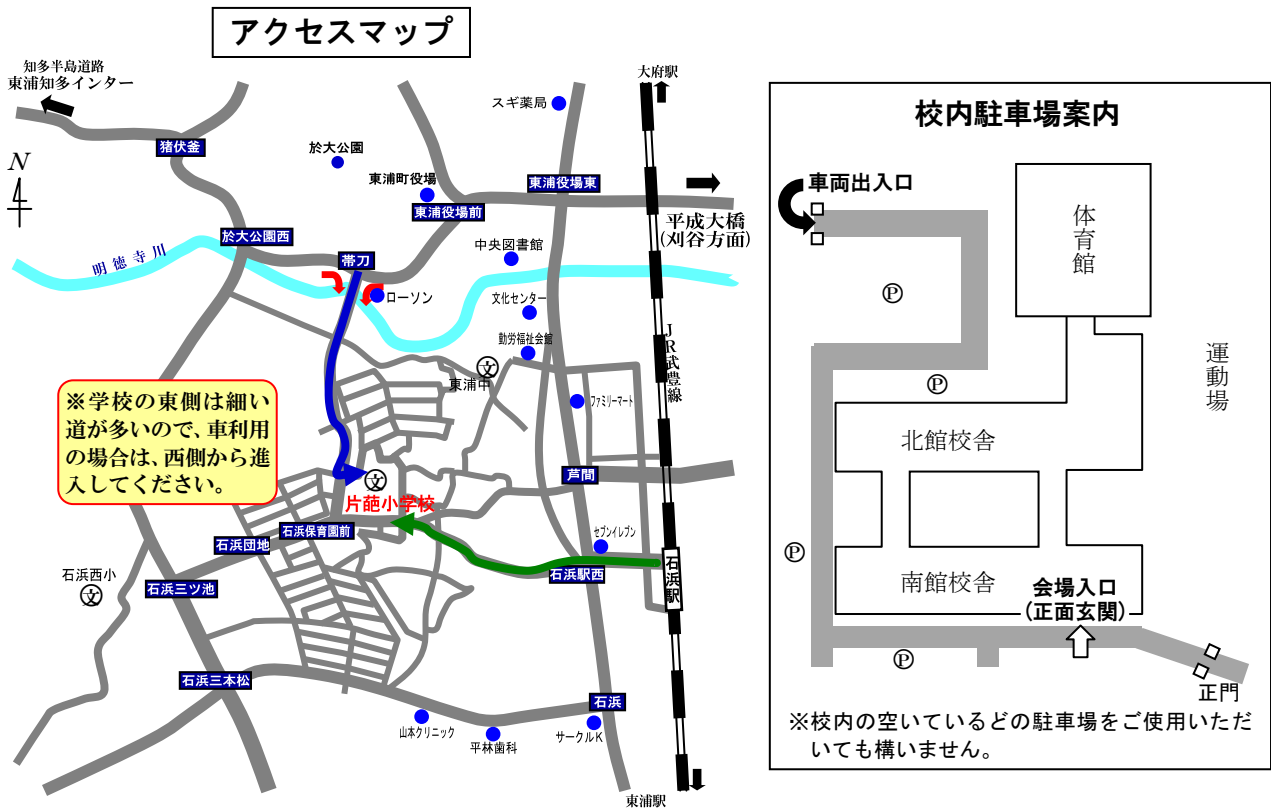 アクセスマップ
知多半島道路
東浦知多インター
大府駅
スギ薬局
猪伏釜
N
於大公園
東浦町役場
東浦役場東
東浦役場前
平成大橋
(刈谷方面)
於大公園西
明徳寺川
帯刀
中央図書館
ローソン
文化センター
勤労福祉会館
JR武豊線
文
東浦中
ファミリーマート
※学校の東側は細い
道が多いので、車利用
の場合は、西側から進
入してください。
芦間
文
片葩小学校
石浜保育園前
セブンイレブン
石浜団地
石浜駅西
石浜駅
石浜西小
文
石浜三ツ池
石浜三本松
石浜
山本クリニック
平林歯科
サークルK
東浦駅
校内駐車場案内
車両出入口
体育館
P
運動場
P
北館校舎
P
南館校舎
会場入口
(正面玄関)
P
正門
※校内の空いているどの駐車場をご使用いただ
いても構いません。